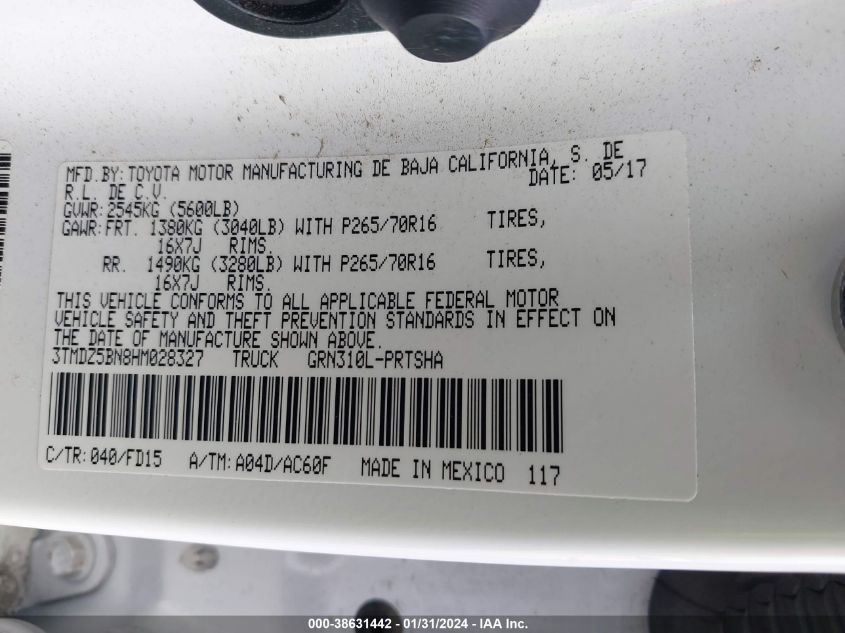 MFD. BY: TOYOTA MOTOR MANUFACTURING DE BAJA CALIFORNIA, S. DE
R.L. DE C.V. DATE: 05/17
GVWR: 2545KG (5600LB)
GAWR: FRT. 1380KG (3040LB) WITH P265/70R16 TIRES,
16X7J RIMS.
RR. 1490KG (3280LB) WITH P265/70R16 TIRES,
16X7J RIMS.
THIS VEHICLE CONFORMS TO ALL APPLICABLE FEDERAL MOTOR
VEHICLE SAFETY AND THEFT PREVENTION STANDARDS IN EFFECT ON
THE DATE OF MANUFACTURE SHOWN ABOVE.
3TMDZ5BN8HM028327 TRUCK GRN310L-PRTSHA
C/TR: 040/FD15 A/TM: A04D/AC60F MADE IN MEXICO 117
000-38631442 - 01/31/2024 - IAA Inc.